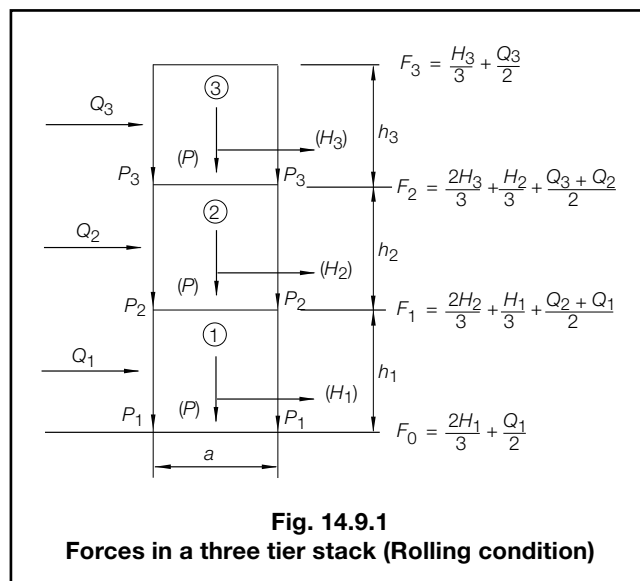 F3 = H3/3 + Q3/2
③
Q3
(H3)
h3
(P)
P3
P3
F2 = 2H3/3 + H2/3 + Q3 + Q2/2
②
Q2
h2
(H2)
(P)
P2
P2
F1 = 2H2/3 + H1/3 + Q2 + Q1/2
①
Q1
h1
(H1)
(P)
P1
P1
F0 = 2H1/3 + Q1/2
a
Fig. 14.9.1
Forces in a three tier stack (Rolling condition)